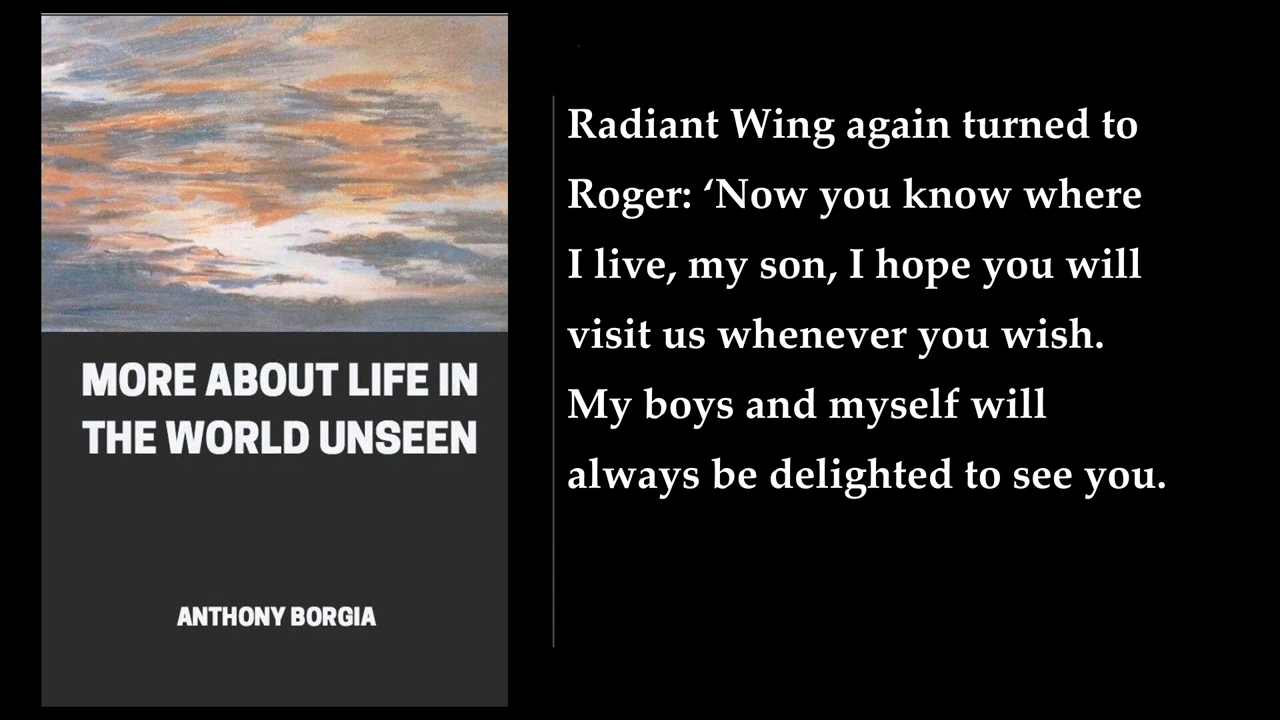 MORE ABOUT LIFE IN
THE WORLD UNSEEN
ANTHONY BORGIA
Radiant Wing again turned to
Roger: ‘Now you know where
I live, my son, I hope you will
visit us whenever you wish.
My boys and myself will
always be delighted to see you.